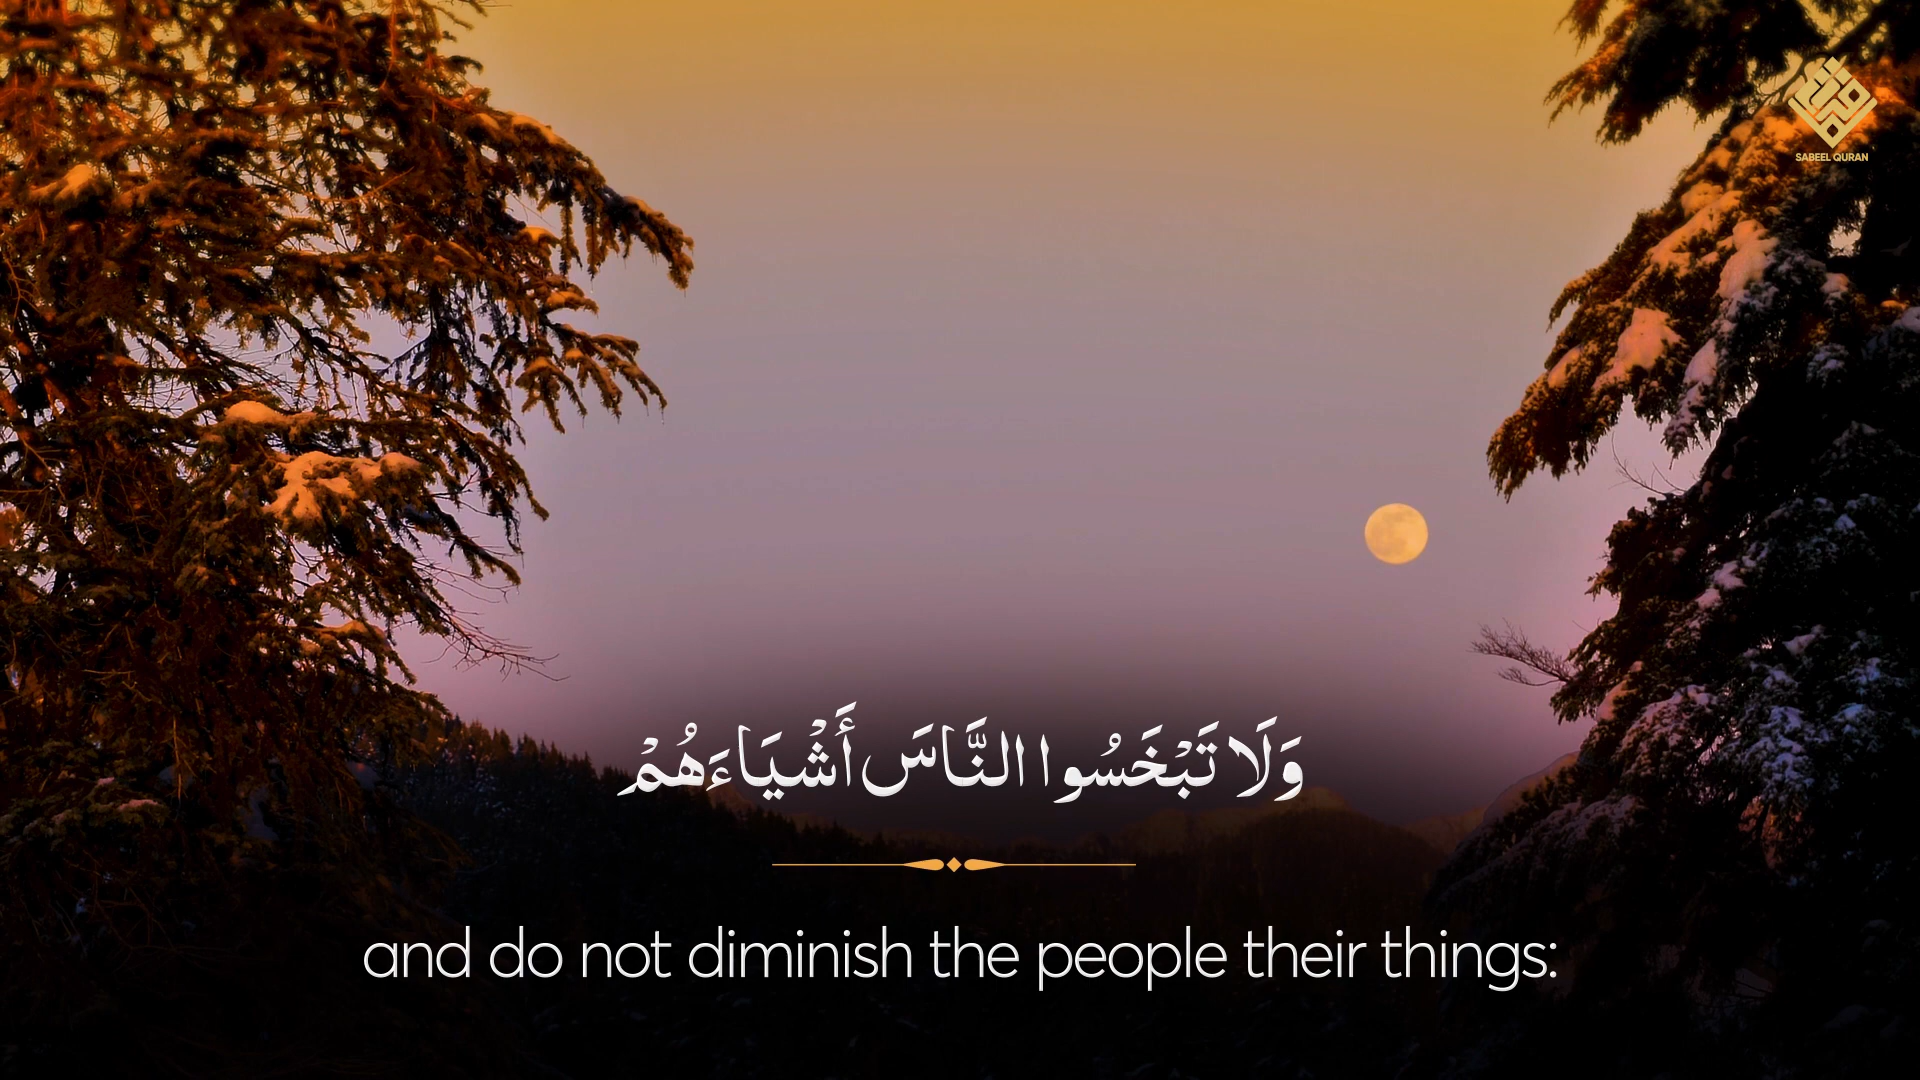 SABEEL QURAN
وَلَا تَبْخَسُوا النَّاسَ أَشْيَاءَهُمْ
and do not diminish the people their things: